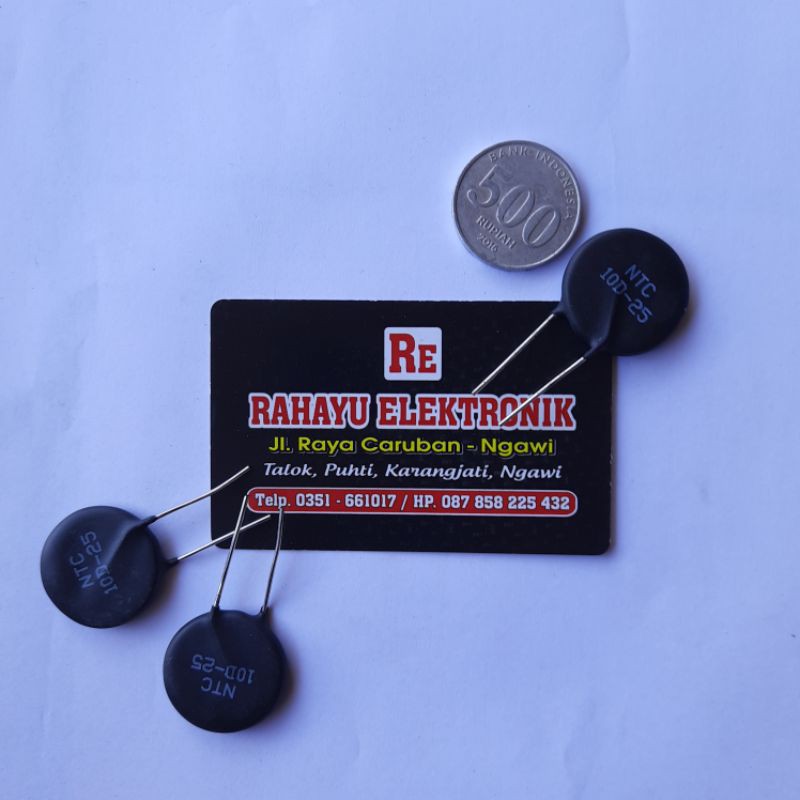 BANK INDONESIA
500
RUPIAH
2016
NTC
10D-25
RE
RAHAYU ELEKTRONIK
Jl. Raya Caruban - Ngawi
Talok, Puhti, Karangjati, Ngawi
Telp. 0351 - 661017 / HP. 087 858 225 432
NTC
10D-25
NTC
10D-25